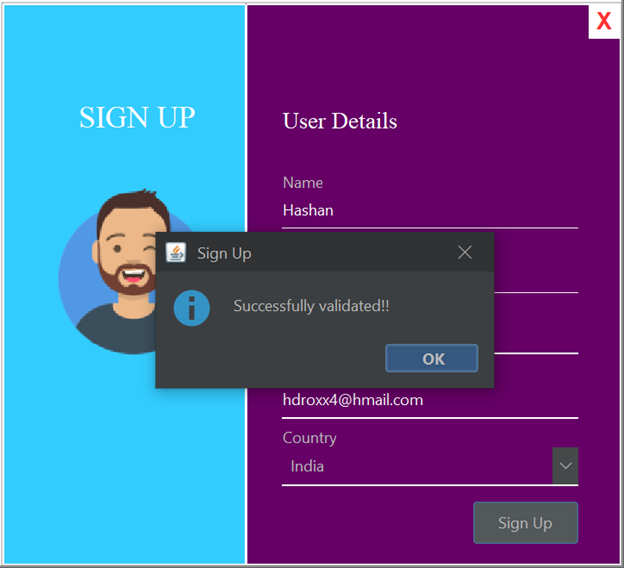 X
SIGN UP
User Details
Name
Hashan
Sign Up
Successfully validated!!
OK
hdroxx4@hmail.com
Country
India
Sign Up